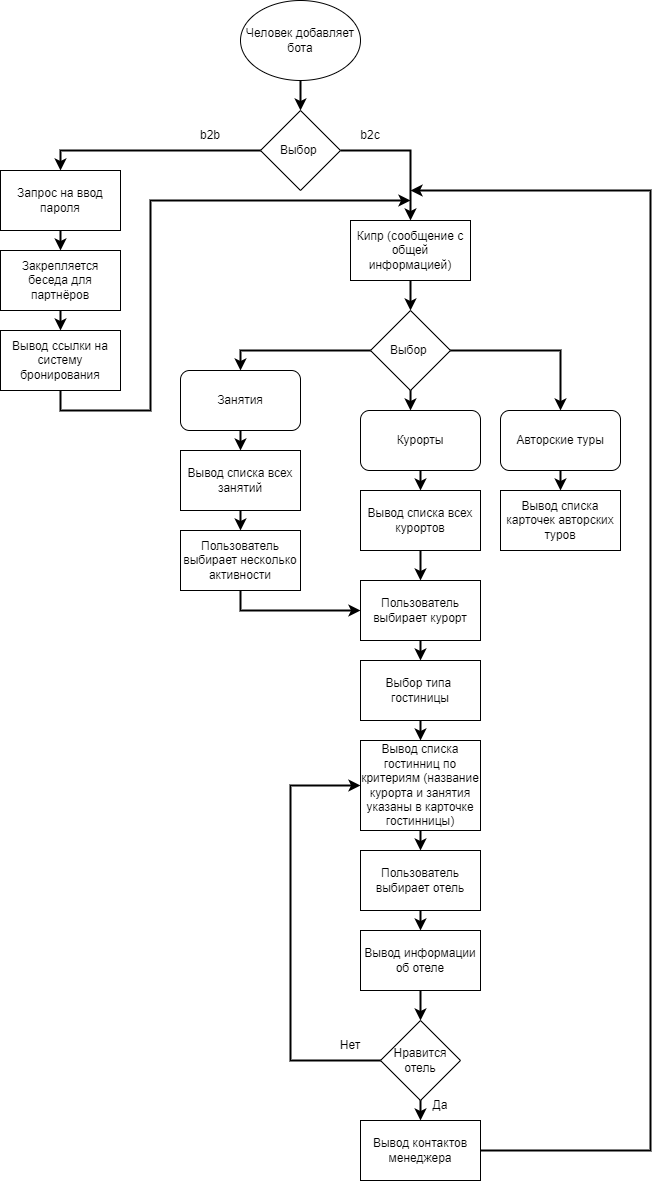 Человек добавляет
бота
b2b
b2c
Выбор
Запрос на ввод
пароля
Кипр (сообщение с
общей
информацией)
Закрепляется
беседа для
партнёров
Вывод ссылки на
систему
бронирования
Выбор
Занятия
Курорты
Авторские туры
Вывод списка всех
занятий
Вывод списка всех
курортов
Вывод списка
карточек авторских
туров
Пользователь
выбирает несколько
активности
Пользователь
выбирает курорт
Выбор типа
гостиницы
Вывод списка
гостинниц по
критериям (название
курорта и занятия
указаны в карточке
гостинницы)
Пользователь
выбирает отель
Вывод информации
об отеле
Нет
Нравится
отель
Да
Вывод контактов
менеджера